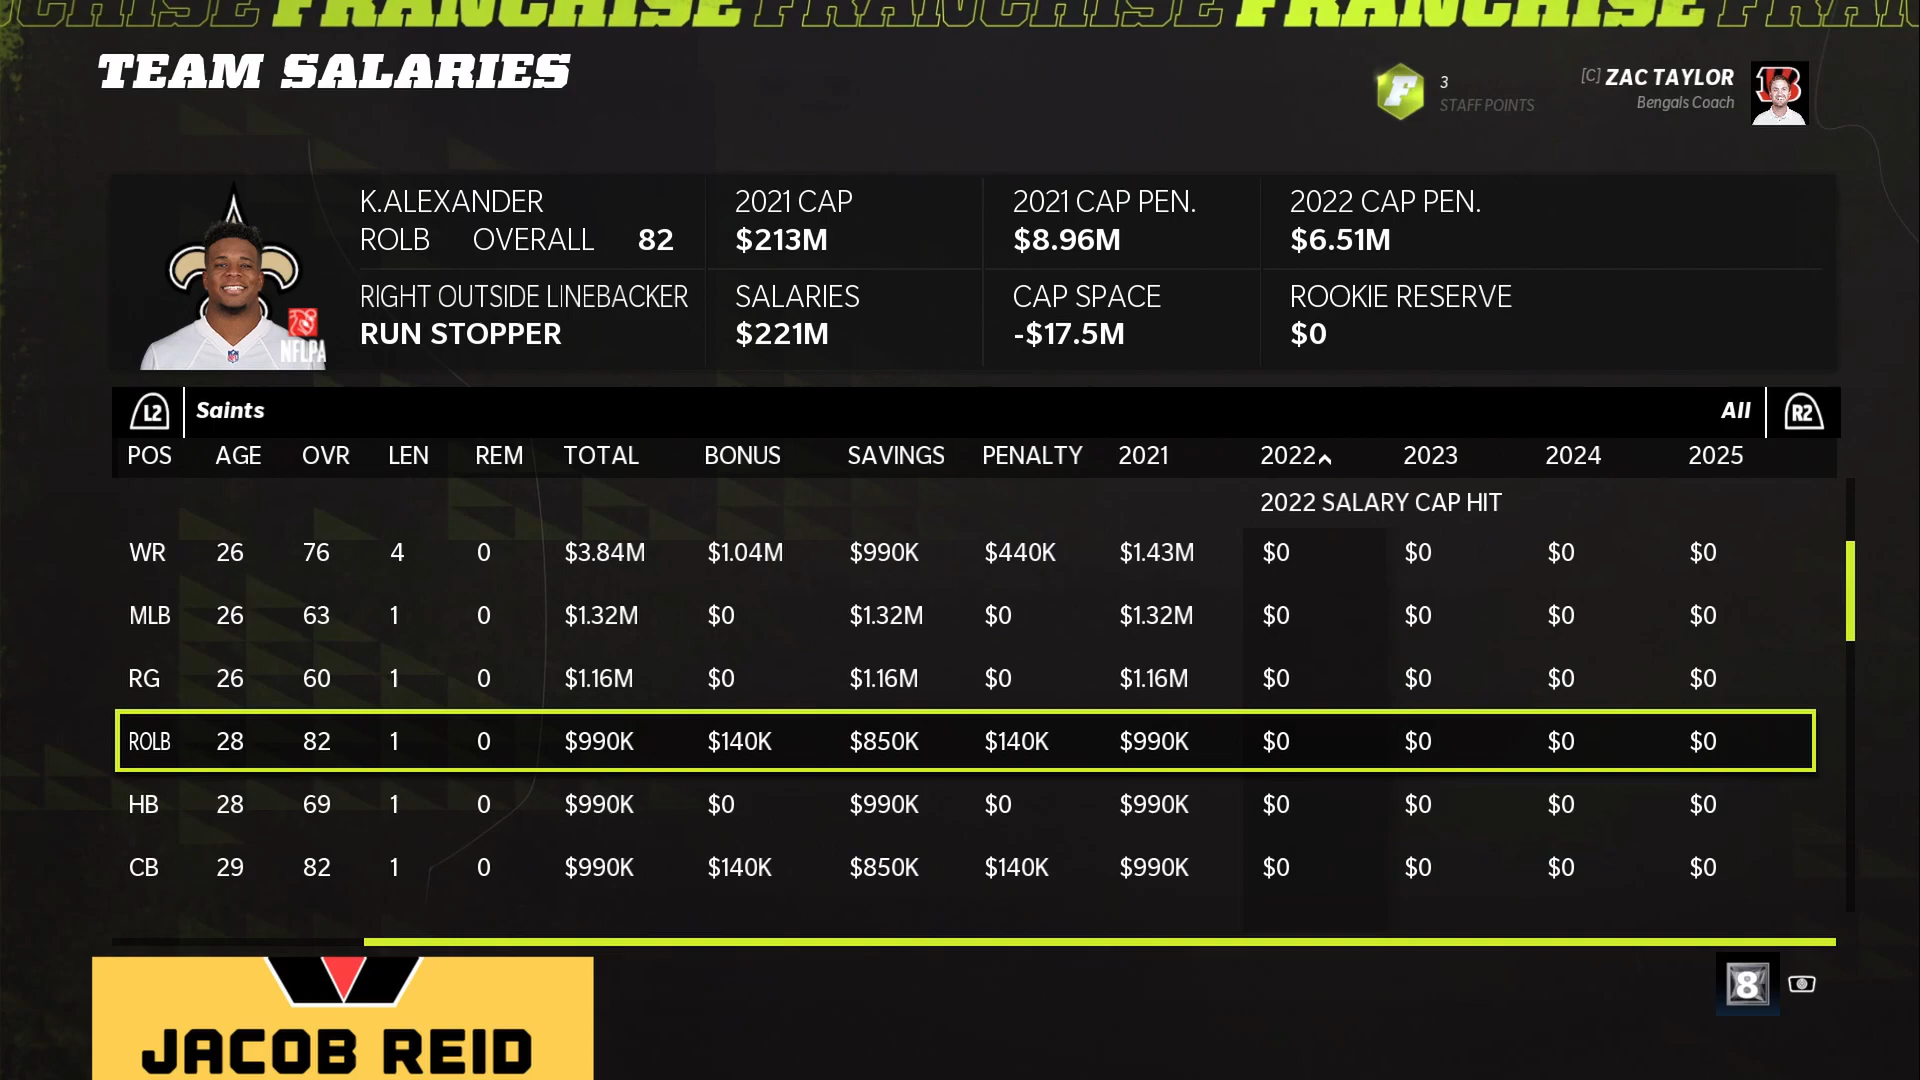 CHISE FRANCHISE FRANCHISE FRANCHISE FRAN
TEAM SALARIES
3
STAFF POINTS
[C] ZAC TAYLOR
Bengals Coach
K.ALEXANDER
ROLB OVERALL 82
RIGHT OUTSIDE LINEBACKER
RUN STOPPER
NFLPA
2021 CAP
$213M
SALARIES
$221M
2021 CAP PEN.
$8.96M
CAP SPACE
-$17.5M
2022 CAP PEN.
$6.51M
ROOKIE RESERVE
$0
L2 Saints All R2
POS AGE OVR LEN REM TOTAL BONUS SAVINGS PENALTY 2021 2022 2023 2024 2025
2022 SALARY CAP HIT
WR 26 76 4 0 $3.84M $1.04M $990K $440K $1.43M $0 $0 $0 $0
MLB 26 63 1 0 $1.32M $0 $1.32M $0 $1.32M $0 $0 $0 $0
RG 26 60 1 0 $1.16M $0 $1.16M $0 $1.16M $0 $0 $0 $0
ROLB 28 82 1 0 $990K $140K $850K $140K $990K $0 $0 $0 $0
HB 28 69 1 0 $990K $0 $990K $0 $990K $0 $0 $0 $0
CB 29 82 1 0 $990K $140K $850K $140K $990K $0 $0 $0 $0
8
JACOB REID